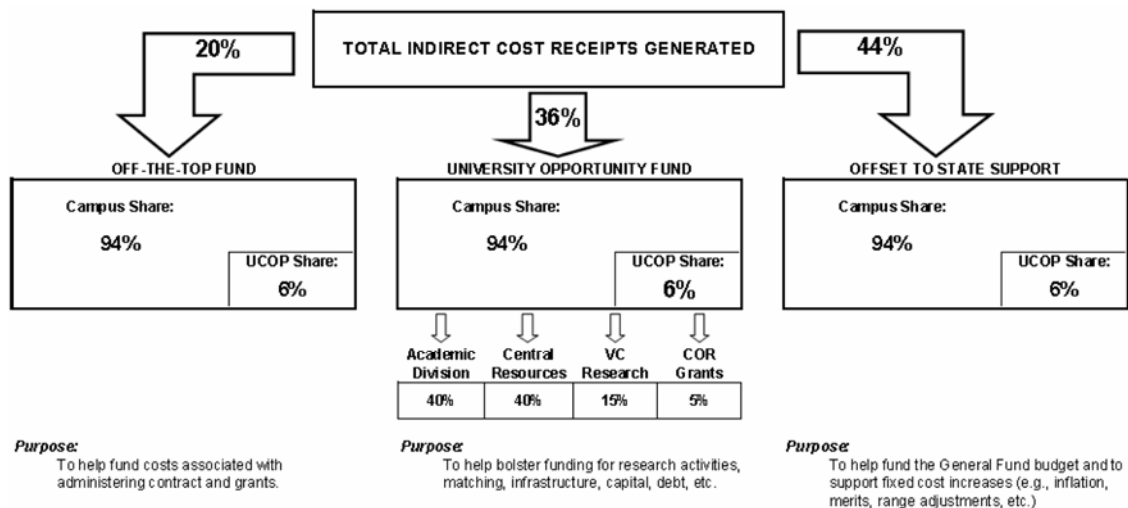 TOTAL INDIRECT COST RECEIPTS GENERATED
20%
36%
44%
OFF-THE-TOP FUND
Campus Share:
94%
UCOP Share:
6%
UNIVERSITY OPPORTUNITY FUND
Campus Share:
94%
UCOP Share:
6%
OFFSET TO STATE SUPPORT
Campus Share:
94%
UCOP Share:
6%
Academic
Division
40%
Central
Resources
40%
VC
Research
15%
COR
Grants
5%
Purpose:
To help fund costs associated with
administering contract and grants.
Purpose:
To help bolster funding for research activities,
matching, infrastructure, capital, debt, etc.
Purpose:
To help fund the General Fund budget and to
support fixed cost increases (e.g., inflation,
merits, range adjustments, etc.)